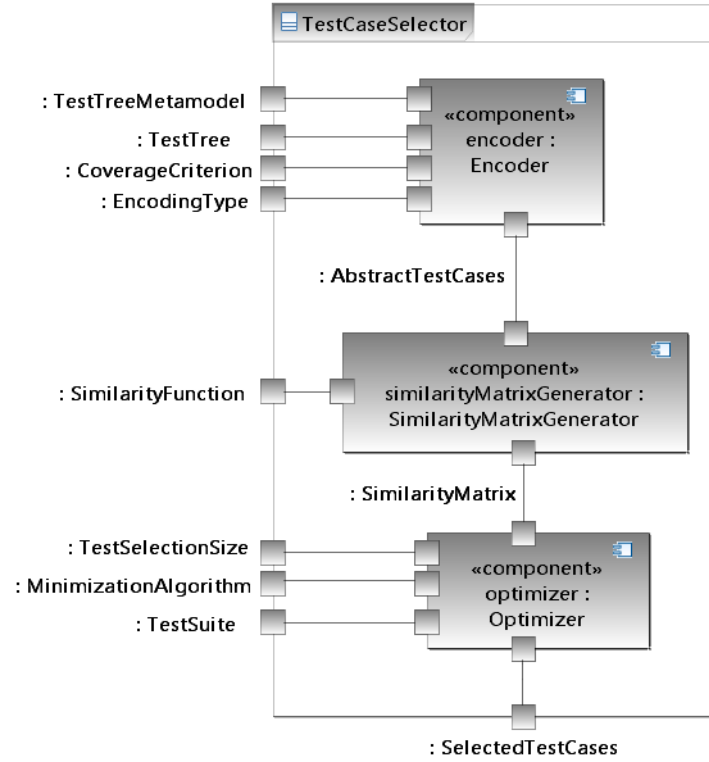 TestCaseSelector
: TestTreeMetamodel
: TestTree
: CoverageCriterion
: EncodingType
«component»
encoder :
Encoder
: AbstractTestCases
: SimilarityFunction
«component»
similarityMatrixGenerator :
SimilarityMatrixGenerator
: SimilarityMatrix
: TestSelectionSize
: MinimizationAlgorithm
: TestSuite
«component»
optimizer :
Optimizer
: SelectedTestCases